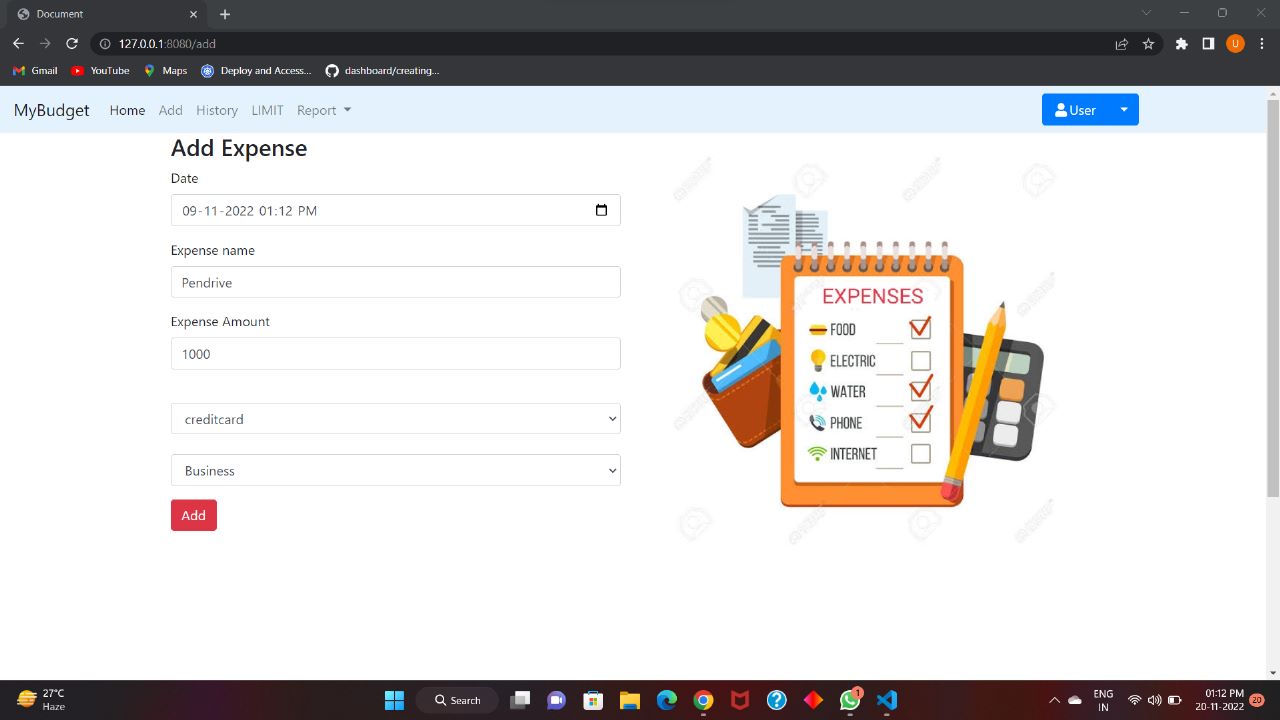 Document
127.0.0.1:8080/add
U
Gmail YouTube Maps Deploy and Access... dashboard/creating...
MyBudget Home Add History LIMIT Report User
Add Expense
Date
09-11-2022 01:12 PM
Expense name
Pendrive
Expense Amount
1000
creditcard
Business
Add
EXPENSES
FOOD
ELECTRIC
WATER
PHONE
INTERNET
27°C
Haze
Search
1
ENG
IN
01:12 PM
20-11-2022
20